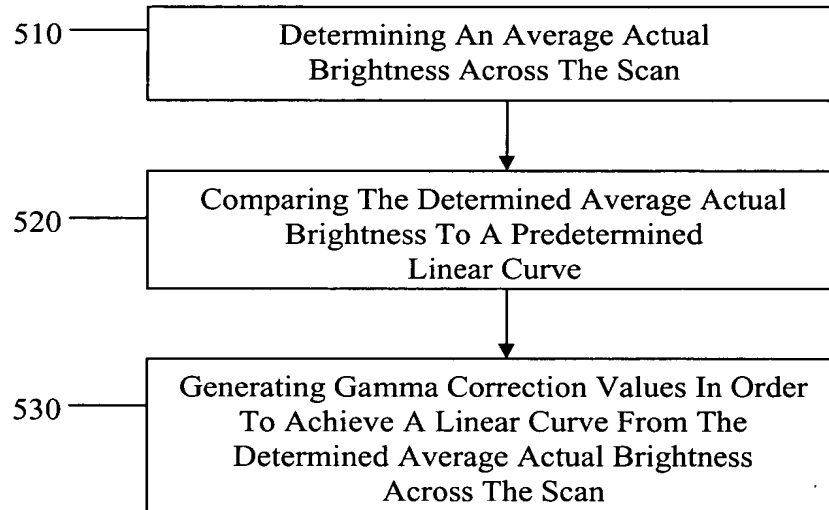 510
Determining An Average Actual
Brightness Across The Scan
520
Comparing The Determined Average Actual
Brightness To A Predetermined
Linear Curve
530
Generating Gamma Correction Values In Order
To Achieve A Linear Curve From The
Determined Average Actual Brightness
Across The Scan